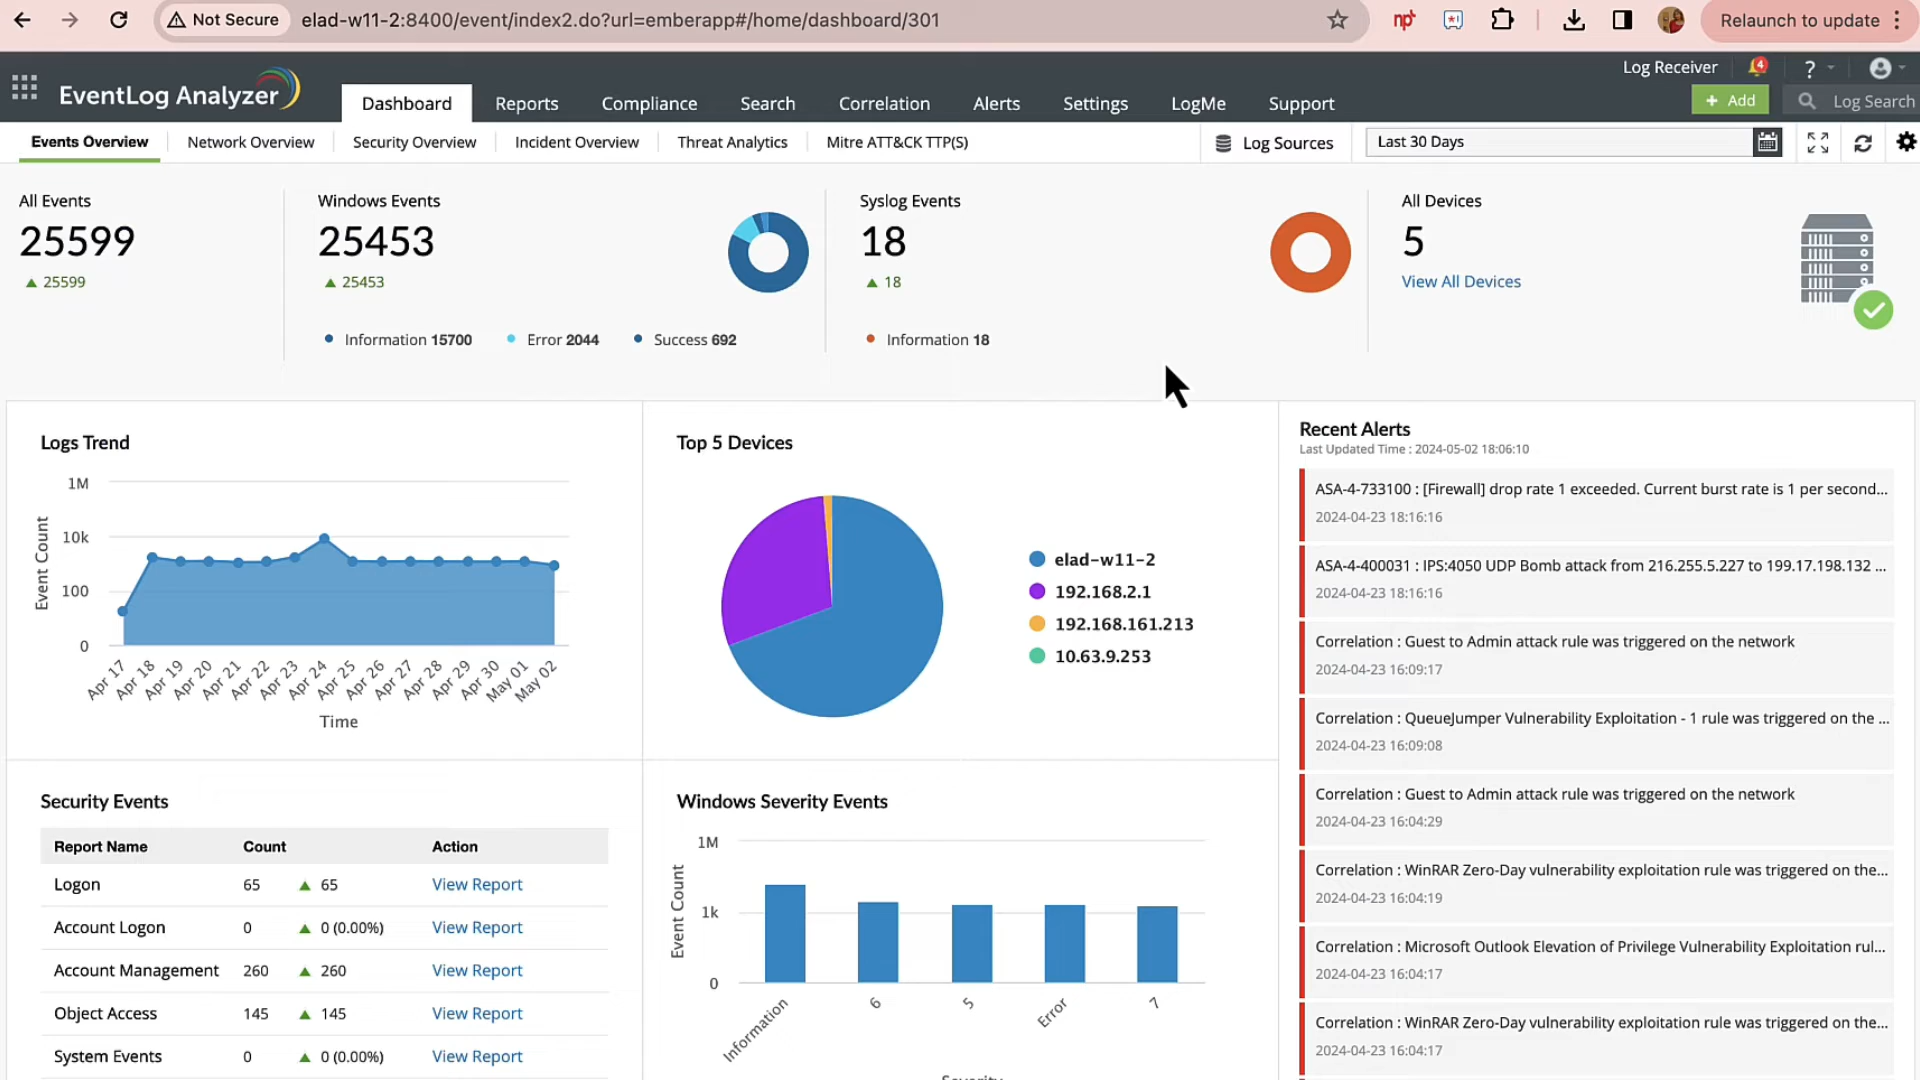 Not Secure
elad-w11-2:8400/event/index2.do?url=emberapp#/home/dashboard/301
np
Relaunch to update
EventLog Analyzer
Log Receiver
4
?
Dashboard
Reports
Compliance
Search
Correlation
Alerts
Settings
LogMe
Support
+ Add
Log Search
Events Overview
Network Overview
Security Overview
Incident Overview
Threat Analytics
Mitre ATT&CK TTP(S)
Log Sources
Last 30 Days
All Events
25599
25599
Windows Events
25453
25453
Information 15700
Error 2044
Success 692
Syslog Events
18
18
Information 18
All Devices
5
View All Devices
Logs Trend
1M
10k
100
0
Event Count
Apr 17
Apr 18
Apr 19
Apr 20
Apr 21
Apr 22
Apr 23
Apr 24
Apr 25
Apr 26
Apr 27
Apr 28
Apr 29
Apr 30
May 01
May 02
Time
Top 5 Devices
elad-w11-2
192.168.2.1
192.168.161.213
10.63.9.253
Recent Alerts
Last Updated Time : 2024-05-02 18:06:10
ASA-4-733100 : [Firewall] drop rate 1 exceeded. Current burst rate is 1 per second...
2024-04-23 18:16:16
ASA-4-400031 : IPS:4050 UDP Bomb attack from 216.255.5.227 to 199.17.198.132 ...
2024-04-23 18:16:16
Correlation : Guest to Admin attack rule was triggered on the network
2024-04-23 16:09:17
Correlation : QueueJumper Vulnerability Exploitation - 1 rule was triggered on the ...
2024-04-23 16:09:08
Correlation : Guest to Admin attack rule was triggered on the network
2024-04-23 16:04:29
Correlation : WinRAR Zero-Day vulnerability exploitation rule was triggered on the...
2024-04-23 16:04:19
Correlation : Microsoft Outlook Elevation of Privilege Vulnerability Exploitation rul...
2024-04-23 16:04:17
Correlation : WinRAR Zero-Day vulnerability exploitation rule was triggered on the...
2024-04-23 16:04:17
Security Events
Report Name Count Action
Logon 65 65 View Report
Account Logon 0 0 (0.00%) View Report
Account Management 260 260 View Report
Object Access 145 145 View Report
System Events 0 0 (0.00%) View Report
Windows Severity Events
1M
1k
0
Event Count
Information
6
5
Error
7
Severity